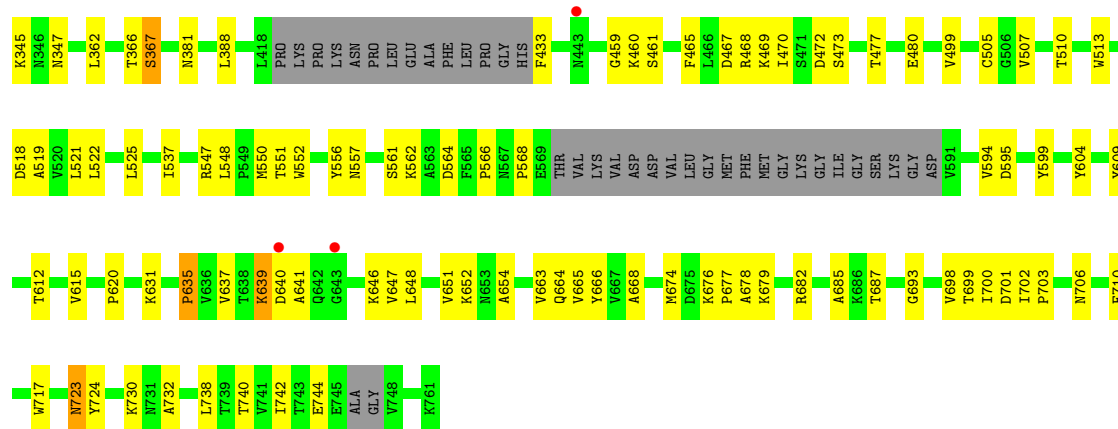 K345 N346 N347 L362 T366 S367 N381 L388 L418 PRO LYS PRO LYS ASN PRO LEU GLU ALA PHE LEU PRO GLY HIS F433 N443 G459 K460 S461 F465 L466 D467 R468 K469 I470 S471 D472 S473 T477 E480 V499 C505 G506 V507 T510 W513
D518 A519 V520 L521 L522 L525 I537 R547 L548 P549 M550 T551 W552 Y556 N557 S561 K562 A563 D564 F565 P566 N567 P568 E569 THR VAL LYS VAL ASP ASP VAL LEU GLY MET PHE MET GLY LYS GLY ILE GLY SER LYS GLY ASP V591 V594 D595 Y599 Y604 Y609
T612 V615 P620 K631 P635 V636 V637 T638 K639 D640 A641 Q642 G643 K646 V647 L648 V651 K652 N653 A654 V663 Q664 V665 Y666 V667 A668 M674 D675 K676 P677 A678 K679 R682 A685 K686 T687 G693 V698 T699 I700 D701 I702 P703 N706
W717 N723 Y724 K730 N731 A732 L738 T739 T740 V741 I742 T743 E744 E745 ALA GLY V748 K761